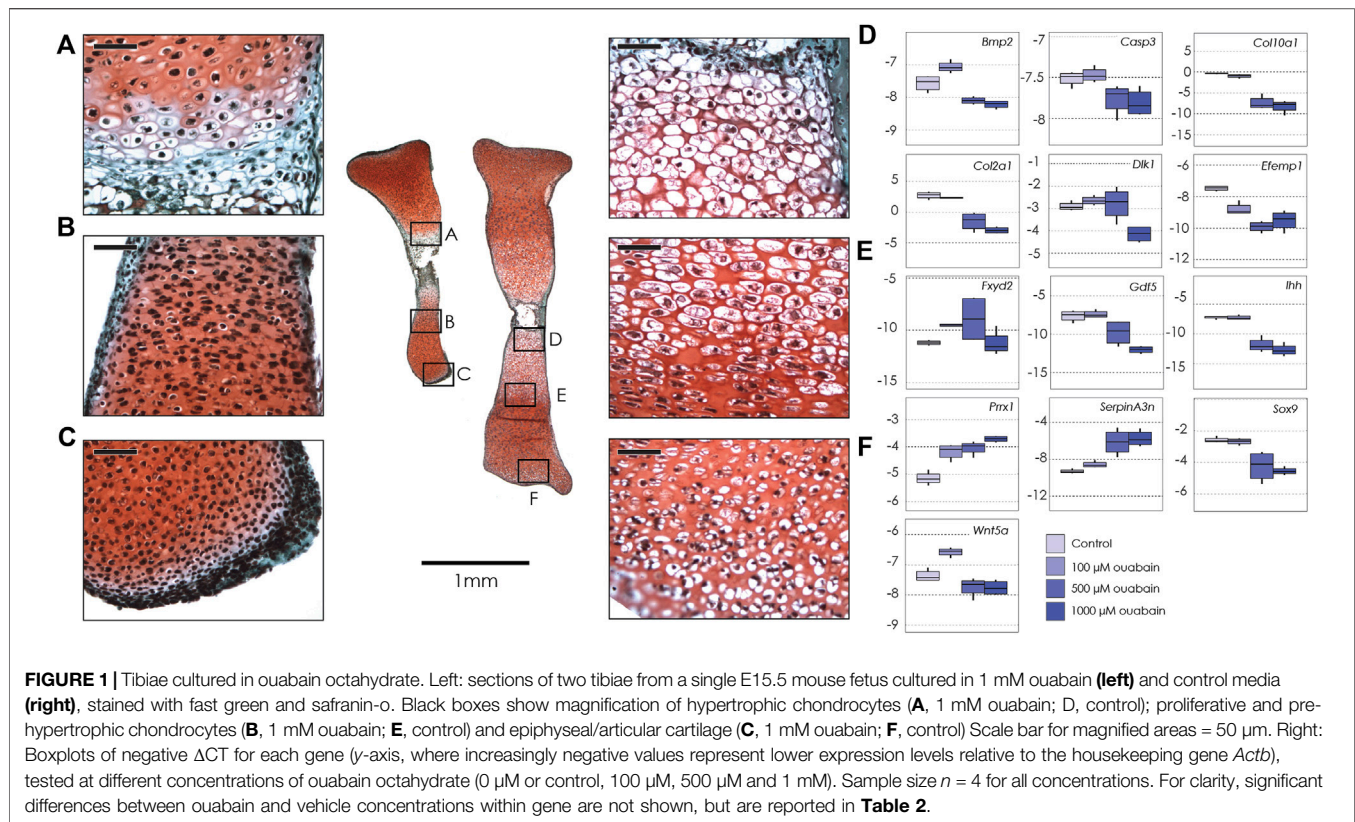 A
B
C
A
B
C
D
E
F
1mm
D
E
F
Bmp2
-7
-8
-9
Casp3
-7
-7.5
-8
Col10a1
5
0
-5
-10
-15
Col2a1
5
0
-5
Dlk1
-1
-2
-3
-4
-5
Efemp1
-6
-8
-10
-12
Fxyd2
-5
-10
-15
Gdf5
-5
-10
-15
Ihh
-5
-10
-15
Prrx1
-3
-4
-5
-6
SerpinA3n
-4
-8
-12
Sox9
-2
-4
-6
Wnt5a
-6
-7
-8
-9
Control
100 µM ouabain
500 µM ouabain
1000 µM ouabain
FIGURE 1 | Tibiae cultured in ouabain octahydrate. Left: sections of two tibiae from a single E15.5 mouse fetus cultured in 1 mM ouabain (left) and control media
(right), stained with fast green and safranin-o. Black boxes show magnification of hypertrophic chondrocytes (A, 1 mM ouabain; D, control); proliferative and pre-
hypertrophic chondrocytes (B, 1 mM ouabain; E, control) and epiphyseal/articular cartilage (C, 1 mM ouabain; F, control) Scale bar for magnified areas = 50 µm. Right:
Boxplots of negative ΔCT for each gene (y-axis, where increasingly negative values represent lower expression levels relative to the housekeeping gene Actb),
tested at different concentrations of ouabain octahydrate (0 µM or control, 100 µM, 500 µM and 1 mM). Sample size n = 4 for all concentrations. For clarity, significant
differences between ouabain and vehicle concentrations within gene are not shown, but are reported in Table 2.